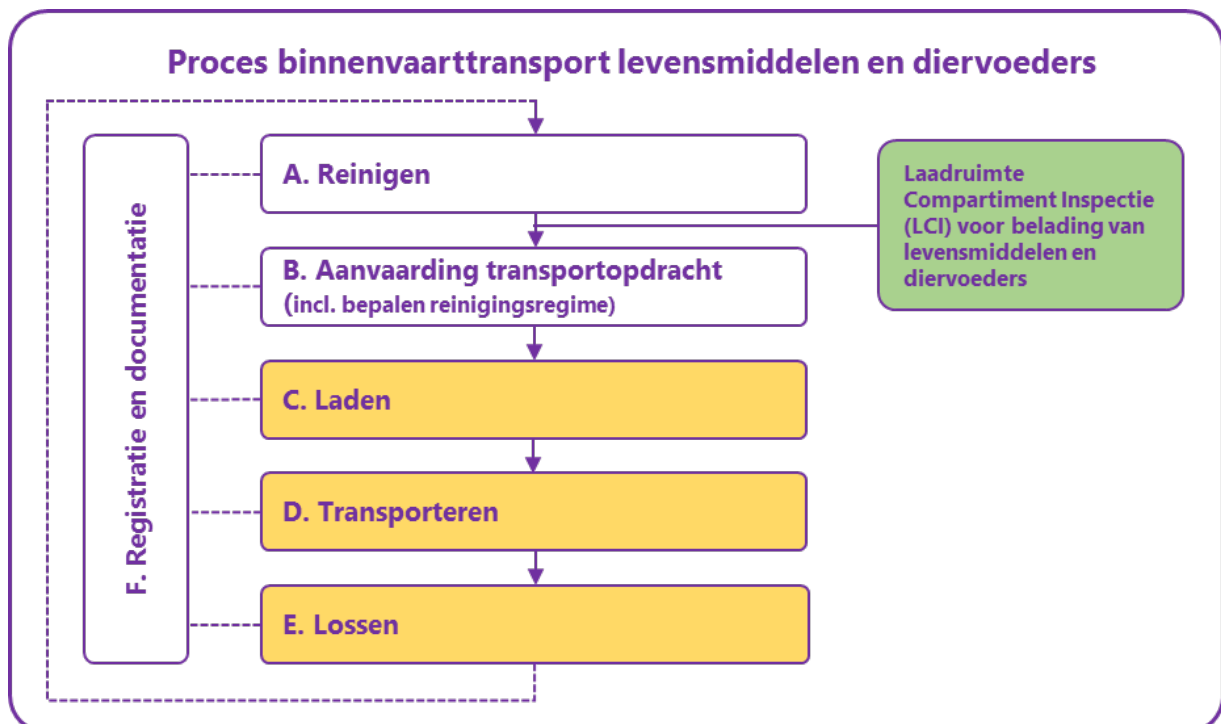 Proces binnenvaarttransport levensmiddelen en diervoeders
F. Registratie en documentatie
A. Reinigen
Laadruimte
Compartiment Inspectie
(LCI) voor belading van
levensmiddelen en
diervoeders
B. Aanvaarding transportopdracht
(incl. bepalen reinigingsregime)
C. Laden
D. Transporteren
E. Lossen